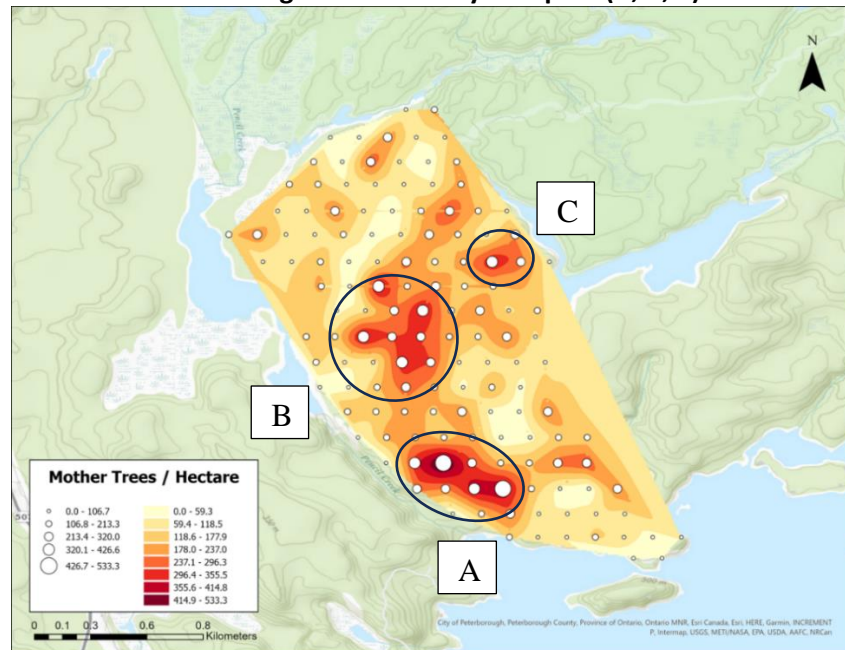 N
C
B
A
Pencil Creek
Mother Trees / Hectare
0.0 - 106.7
106.8 - 213.3
213.4 - 320.0
320.1 - 426.6
426.7 - 533.3
0.0 - 59.3
59.4 - 118.5
118.6 - 177.9
178.0 - 237.0
237.1 - 296.3
296.4 - 355.5
355.6 - 414.8
414.9 - 533.3
0 0.1 0.3 0.8
Kilometers
City of Peterborough, Peterborough County, Province of Ontario, Ontario MNR, Esri Canada, Esri, HERE, Garmin, INCREMENT
P, Intermap, USGS, METI/NASA, EPA, USDA, AAFC, NRCan